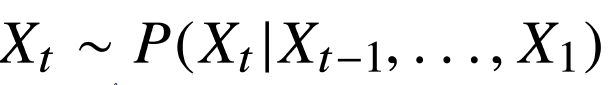 X_t ~ P(X_t|X_{t-1}, . . . , X_1)